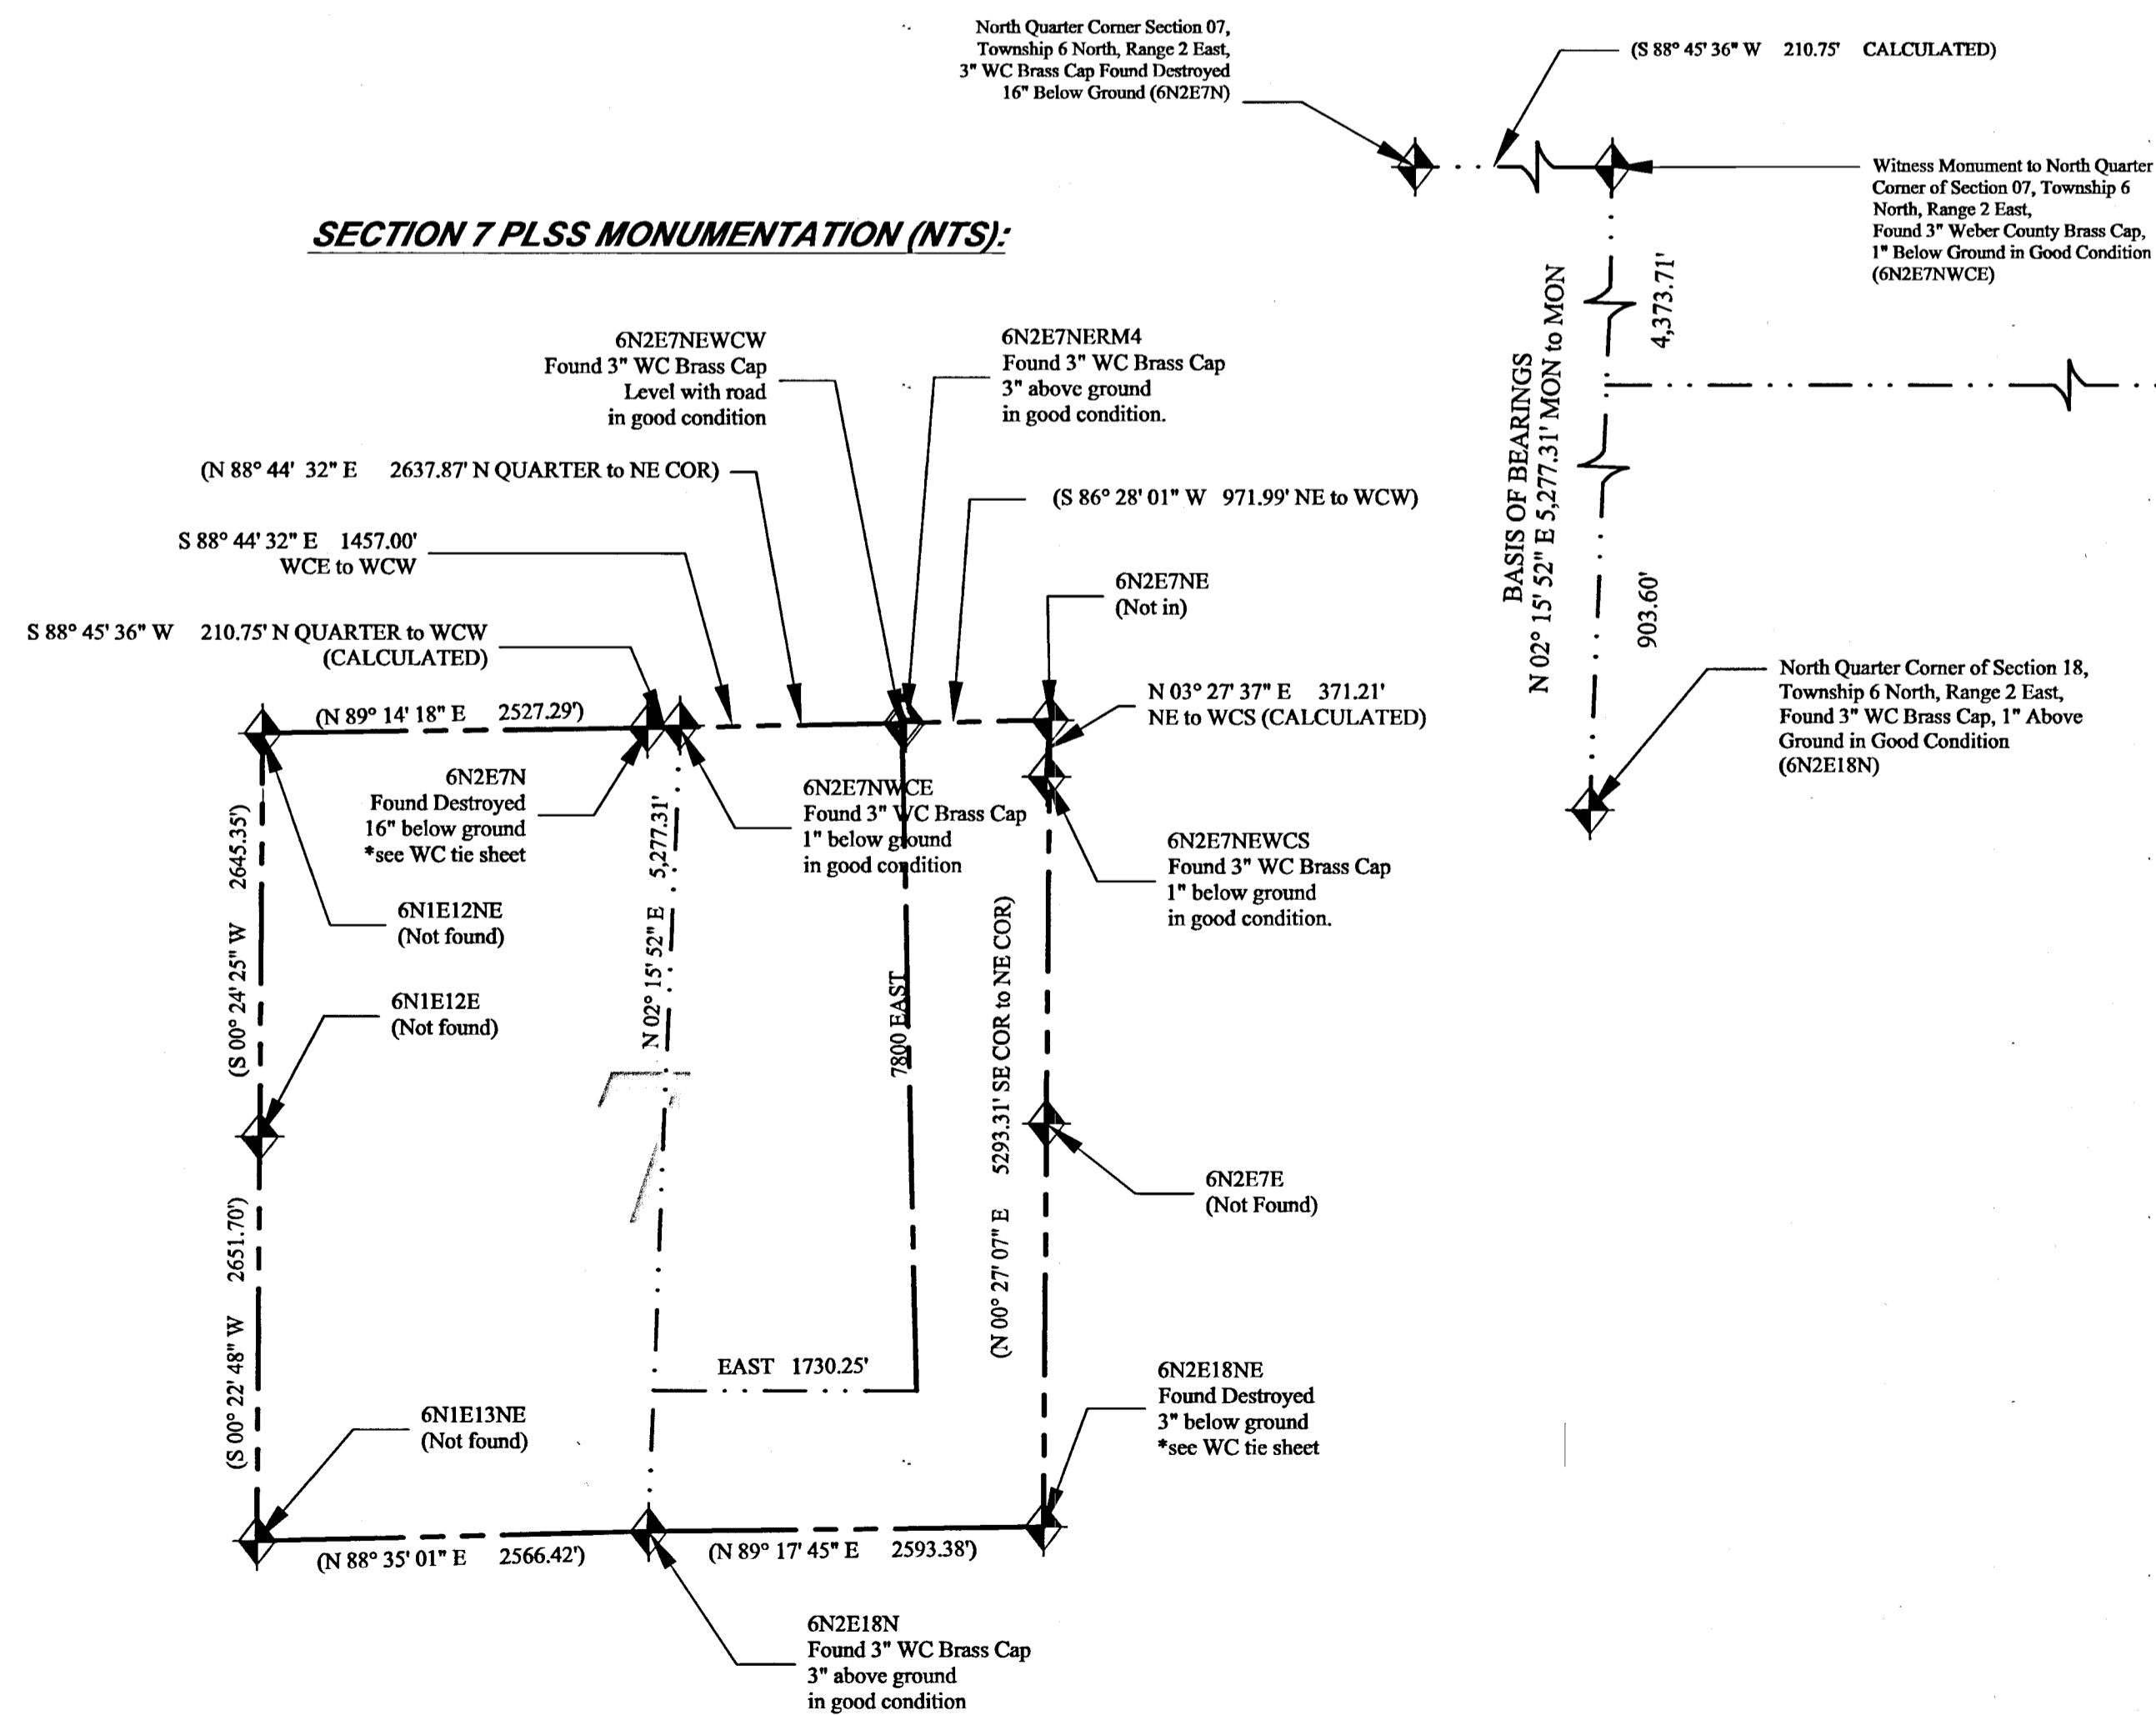 North Quarter Corner Section 07,
Township 6 North, Range 2 East,
3" WC Brass Cap Found Destroyed
16" Below Ground (6N2E7N)
(S 88° 45' 36" W 210.75' CALCULATED)
Witness Monument to North Quarter
Corner of Section 07, Township 6
North, Range 2 East,
Found 3" Weber County Brass Cap,
1" Below Ground in Good Condition
(6N2E7NWCE)
SECTION 7 PLSS MONUMENTATION (NTS):
4,373.71'
BASIS OF BEARINGS
N 02° 15' 52" E 5,277.31' MON to MON
903.60'
6N2E7NEWCW
Found 3" WC Brass Cap
Level with road
in good condition
6N2E7NERM4
Found 3" WC Brass Cap
3" above ground
in good condition.
(N 88° 44' 32" E 2637.87' N QUARTER to NE COR)
(S 86° 28' 01" W 971.99' NE to WCW)
S 88° 44' 32" E 1457.00'
WCE to WCW
6N2E7NE
(Not in)
S 88° 45' 36" W 210.75' N QUARTER to WCW
(CALCULATED)
N 03° 27' 37" E 371.21'
NE to WCS (CALCULATED)
North Quarter Corner of Section 18,
Township 6 North, Range 2 East,
Found 3" WC Brass Cap, 1" Above
Ground in Good Condition
(6N2E18N)
(N 89° 14' 18" E 2527.29')
6N2E7N
Found Destroyed
16" below ground
*see WC tie sheet
6N2E7NWCE
Found 3" WC Brass Cap
1" below ground
in good condition
6N2E7NEWCS
Found 3" WC Brass Cap
1" below ground
in good condition.
(S 00° 24' 25" W 2645.35')
N 02° 15' 52" E 5,277.31'
6N1E12NE
(Not found)
7800 EAST
(N 00° 27' 07" E 5293.31' SE COR to NE COR)
6N1E12E
(Not found)
7
6N2E7E
(Not Found)
(S 00° 22' 48" W 2651.70')
EAST 1730.25'
6N2E18NE
Found Destroyed
3" below ground
*see WC tie sheet
6N1E13NE
(Not found)
(N 88° 35' 01" E 2566.42')
(N 89° 17' 45" E 2593.38')
6N2E18N
Found 3" WC Brass Cap
3" above ground
in good condition